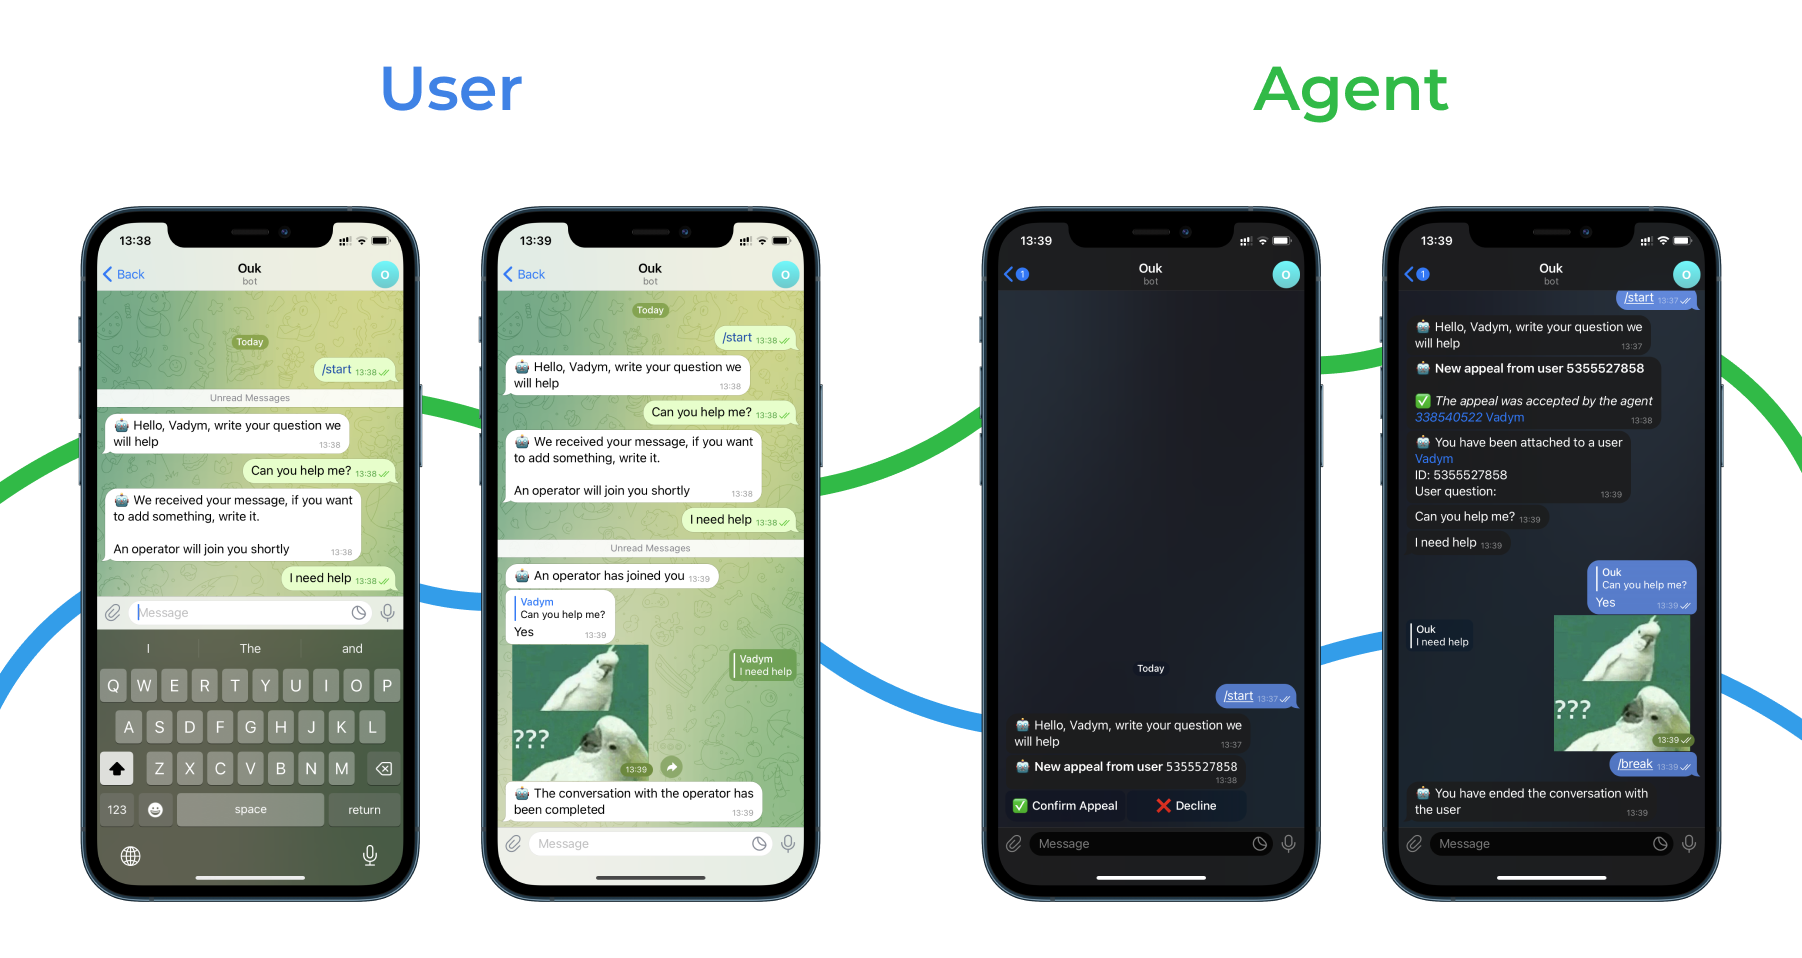 User
Agent
13:38
Back
Ouk
bot
O
Today
/start 13:38
Unread Messages
🤖 Hello, Vadym, write your question we
will help 13:38
Can you help me? 13:38
🤖 We received your message, if you want
to add something, write it.
An operator will join you shortly 13:38
I need help 13:38
Message
I The and
Q W E R T Y U I O P
A S D F G H J K L
Z X C V B N M
123 space return
13:39
Back
Ouk
bot
O
Today
/start 13:38
🤖 Hello, Vadym, write your question we
will help 13:38
Can you help me? 13:38
🤖 We received your message, if you want
to add something, write it.
An operator will join you shortly 13:38
I need help 13:38
Unread Messages
🤖 An operator has joined you 13:39
Vadym
Can you help me?
Yes 13:39
Vadym
I need help
???
13:39
🤖 The conversation with the operator has
been completed 13:39
Message
13:39
1
Ouk
bot
O
Today
/start 13:37
🤖 Hello, Vadym, write your question we
will help 13:37
🤖 New appeal from user 5355527858
13:38
✅ Confirm Appeal
❌ Decline
Message
13:39
1
Ouk
bot
O
/start 13:37
🤖 Hello, Vadym, write your question we
will help 13:37
🤖 New appeal from user 5355527858
✅ The appeal was accepted by the agent
338540522 Vadym 13:38
🤖 You have been attached to a user
Vadym
ID: 5355527858
User question: 13:39
Can you help me? 13:39
I need help 13:39
Ouk
Can you help me?
Yes 13:39
Ouk
I need help
???
13:39
/break 13:39
🤖 You have ended the conversation with
the user 13:39
Message